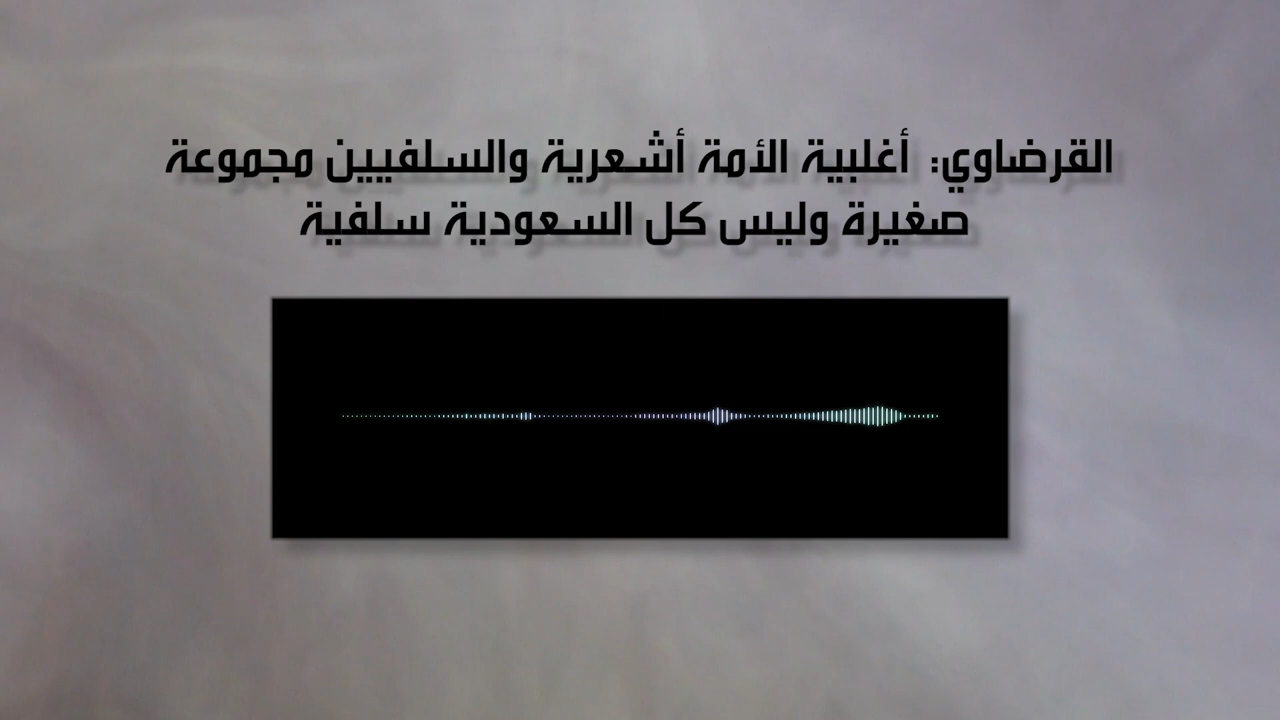 القرضاوي: أغلبية الأمة أشعرية والسلفيين مجموعة
صغيرة وليس كل السعودية سلفية